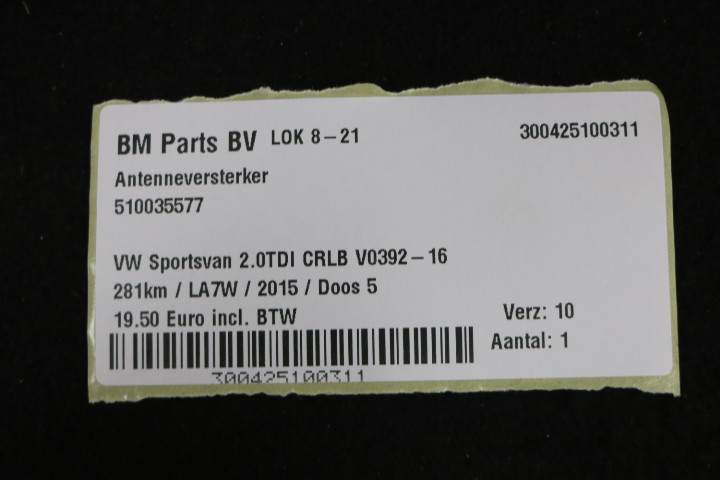 BM Parts BV LOK 8-21 300425100311
Antenneversterker
510035577
VW Sportsvan 2.0TDI CRLB V0392-16
281km / LA7W / 2015 / Doos 5
19.50 Euro incl. BTW Verz: 10
Aantal: 1
300425100311